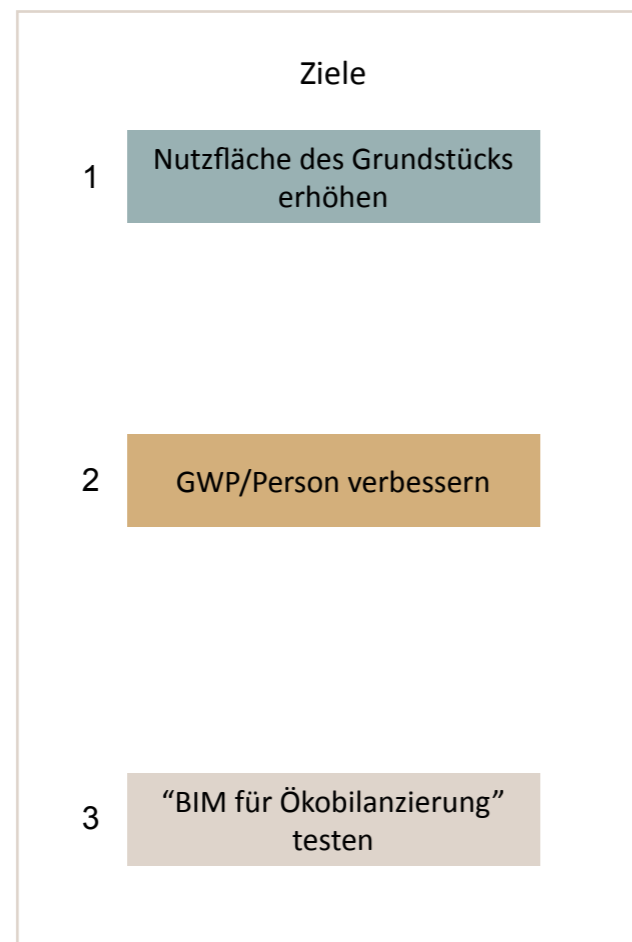 Ziele
1
Nutzfläche des Grundstücks
erhöhen
2
GWP/Person verbessern
3
“BIM für Ökobilanzierung”
testen